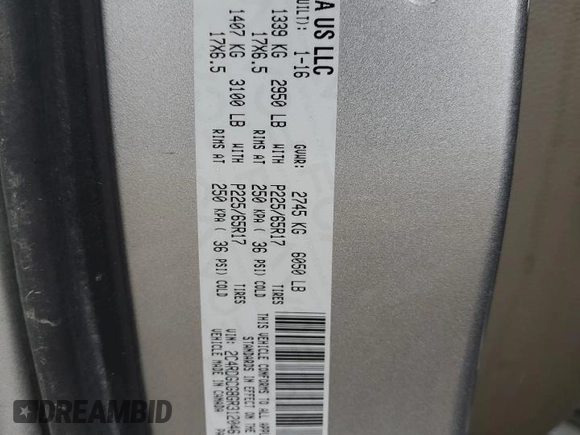 A US LLC
UILT): 1-16 GVWR: 2745 KG 6050 LB
1339 KG 2950 LB WITH P225/65R17 TIRES
17X6.5 RIMS AT 250 KPA ( 36 PSI) COLD
1407 KG 3100 LB WITH P225/65R17 TIRES
17X6.5 RIMS AT 250 KPA ( 36 PSI) COLD
THIS VEHICLE CONFORMS TO ALL APPL
STANDARDS IN EFFECT ON THE
VIN: 2C4RDGCG9GR312046
MADE IN CANADA
DREAMBID